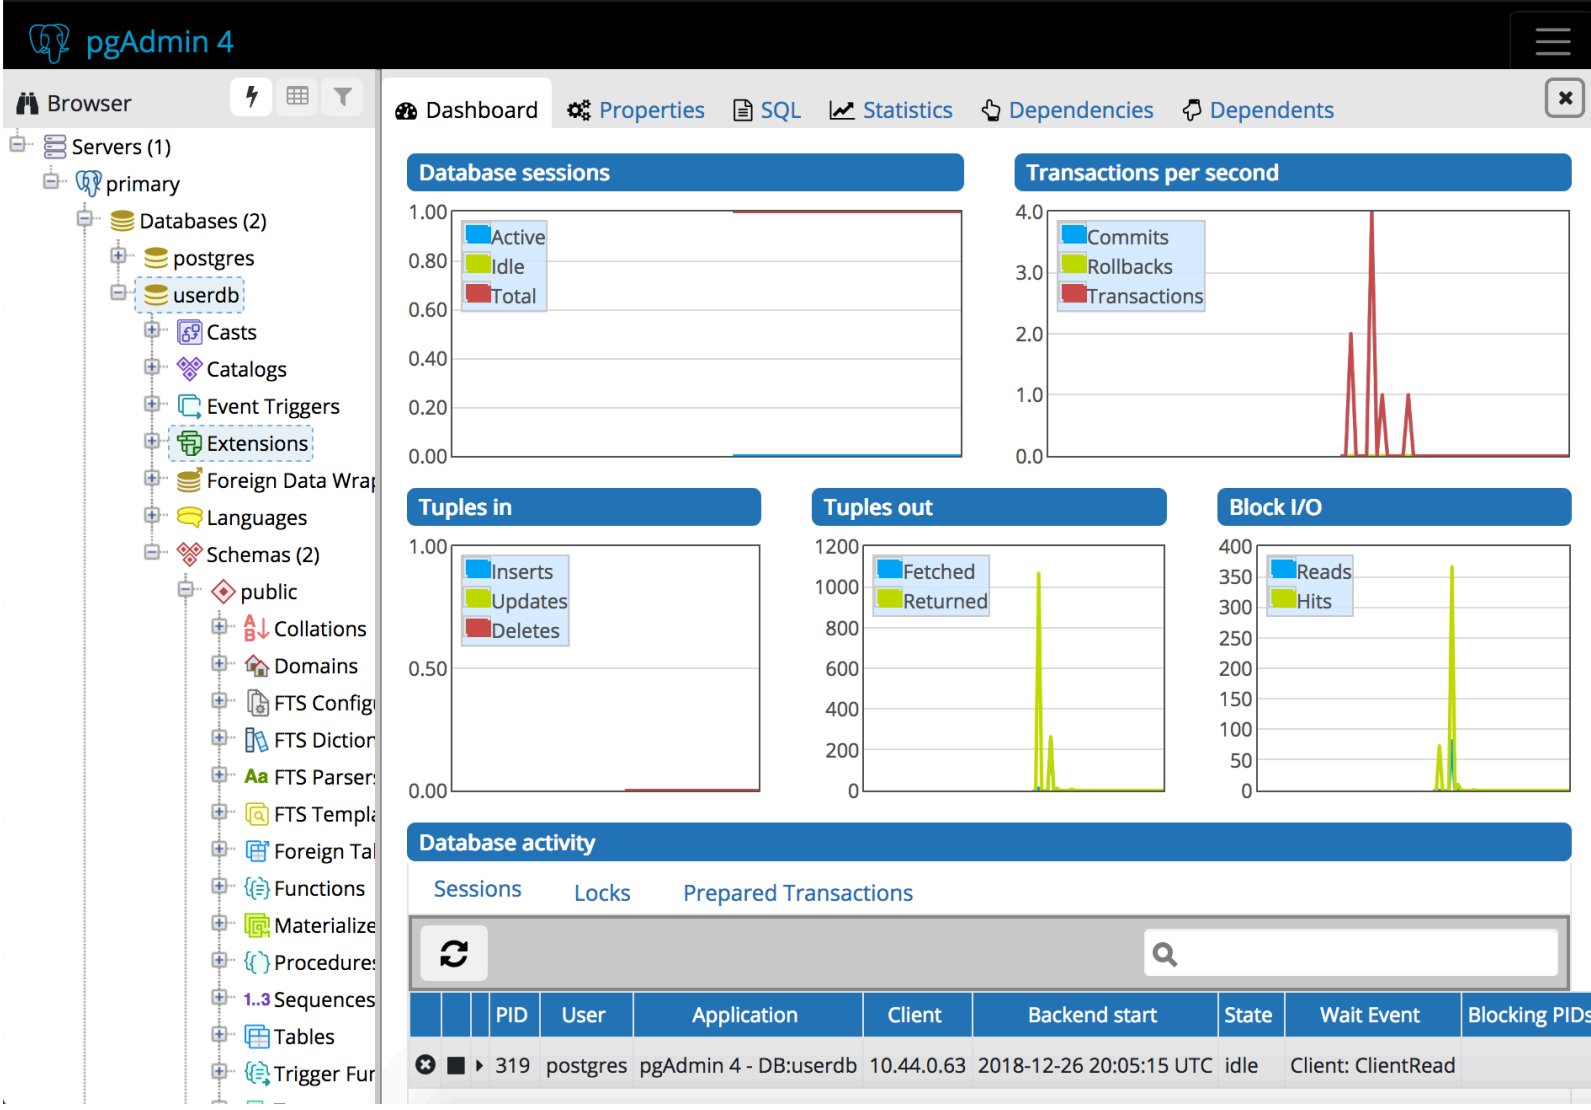 pgAdmin 4
Browser
Servers (1)
primary
Databases (2)
postgres
userdb
Casts
Catalogs
Event Triggers
Extensions
Foreign Data Wrap
Languages
Schemas (2)
public
Collations
Domains
FTS Configu
FTS Diction
Aa FTS Parsers
FTS Templa
Foreign Tal
Functions
Materialize
Procedures
1..3 Sequences
Tables
Trigger Fur
Dashboard Properties SQL Statistics Dependencies Dependents
Database sessions
1.00
0.80
0.60
0.40
0.20
0.00
Active
Idle
Total
Transactions per second
4.0
3.0
2.0
1.0
0.0
Commits
Rollbacks
Transactions
Tuples in
1.00
0.50
0.00
Inserts
Updates
Deletes
Tuples out
1200
1000
800
600
400
200
0
Fetched
Returned
Block I/O
400
350
300
250
200
150
100
50
0
Reads
Hits
Database activity
Sessions Locks Prepared Transactions
PID User Application Client Backend start State Wait Event Blocking PIDs
319 postgres pgAdmin 4 - DB:userdb 10.44.0.63 2018-12-26 20:05:15 UTC idle Client: ClientRead